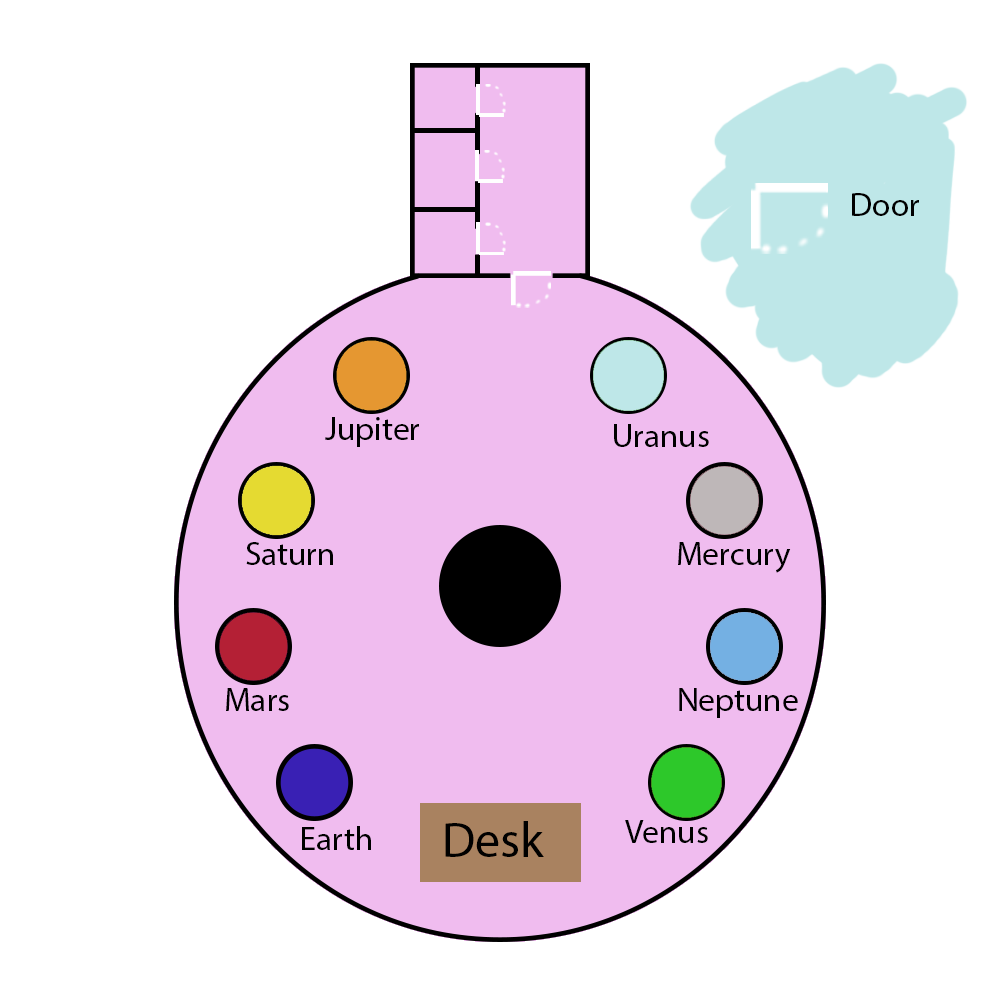 Door
Jupiter
Uranus
Saturn
Mercury
Mars
Neptune
Earth
Desk
Venus